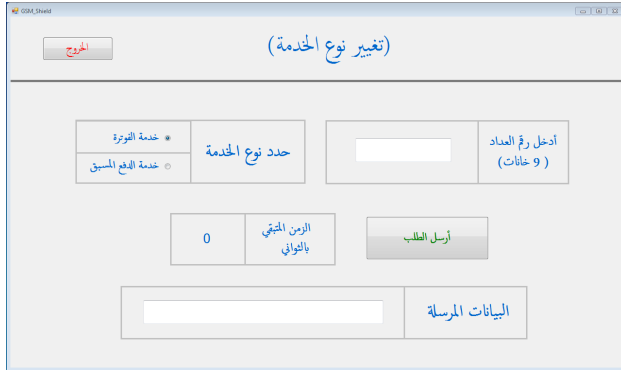 GSM_Shield
(تغيير نوع الخدمة)
الخروج
أدخل رقم العداد
( 9 خانات)
حدد نوع الخدمة
خدمة الفوترة
خدمة الدفع المسبق
أرسل الطلب
الزمن المتبقي
بالثواني
0
البيانات المرسلة